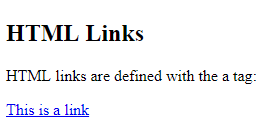 HTML Links
HTML links are defined with the a tag:
This is a link